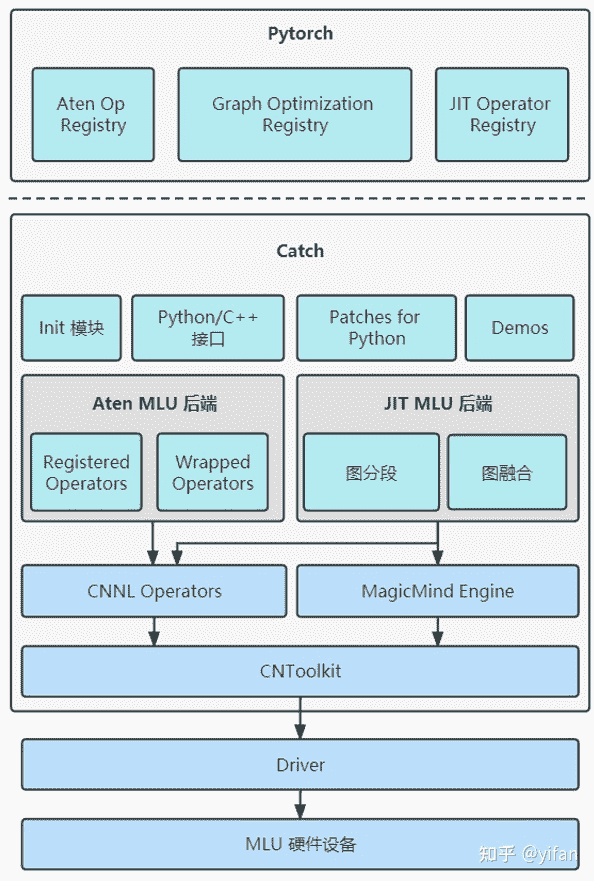 Pytorch
Aten Op
Registry
Graph Optimization
Registry
JIT Operator
Registry
Catch
Init 模块
Python/C++
接口
Patches for
Python
Demos
Aten MLU 后端
Registered
Operators
Wrapped
Operators
JIT MLU 后端
图分段
图融合
CNNL Operators
MagicMind Engine
CNToolkit
Driver
MLU 硬件设备
知乎 @yifan